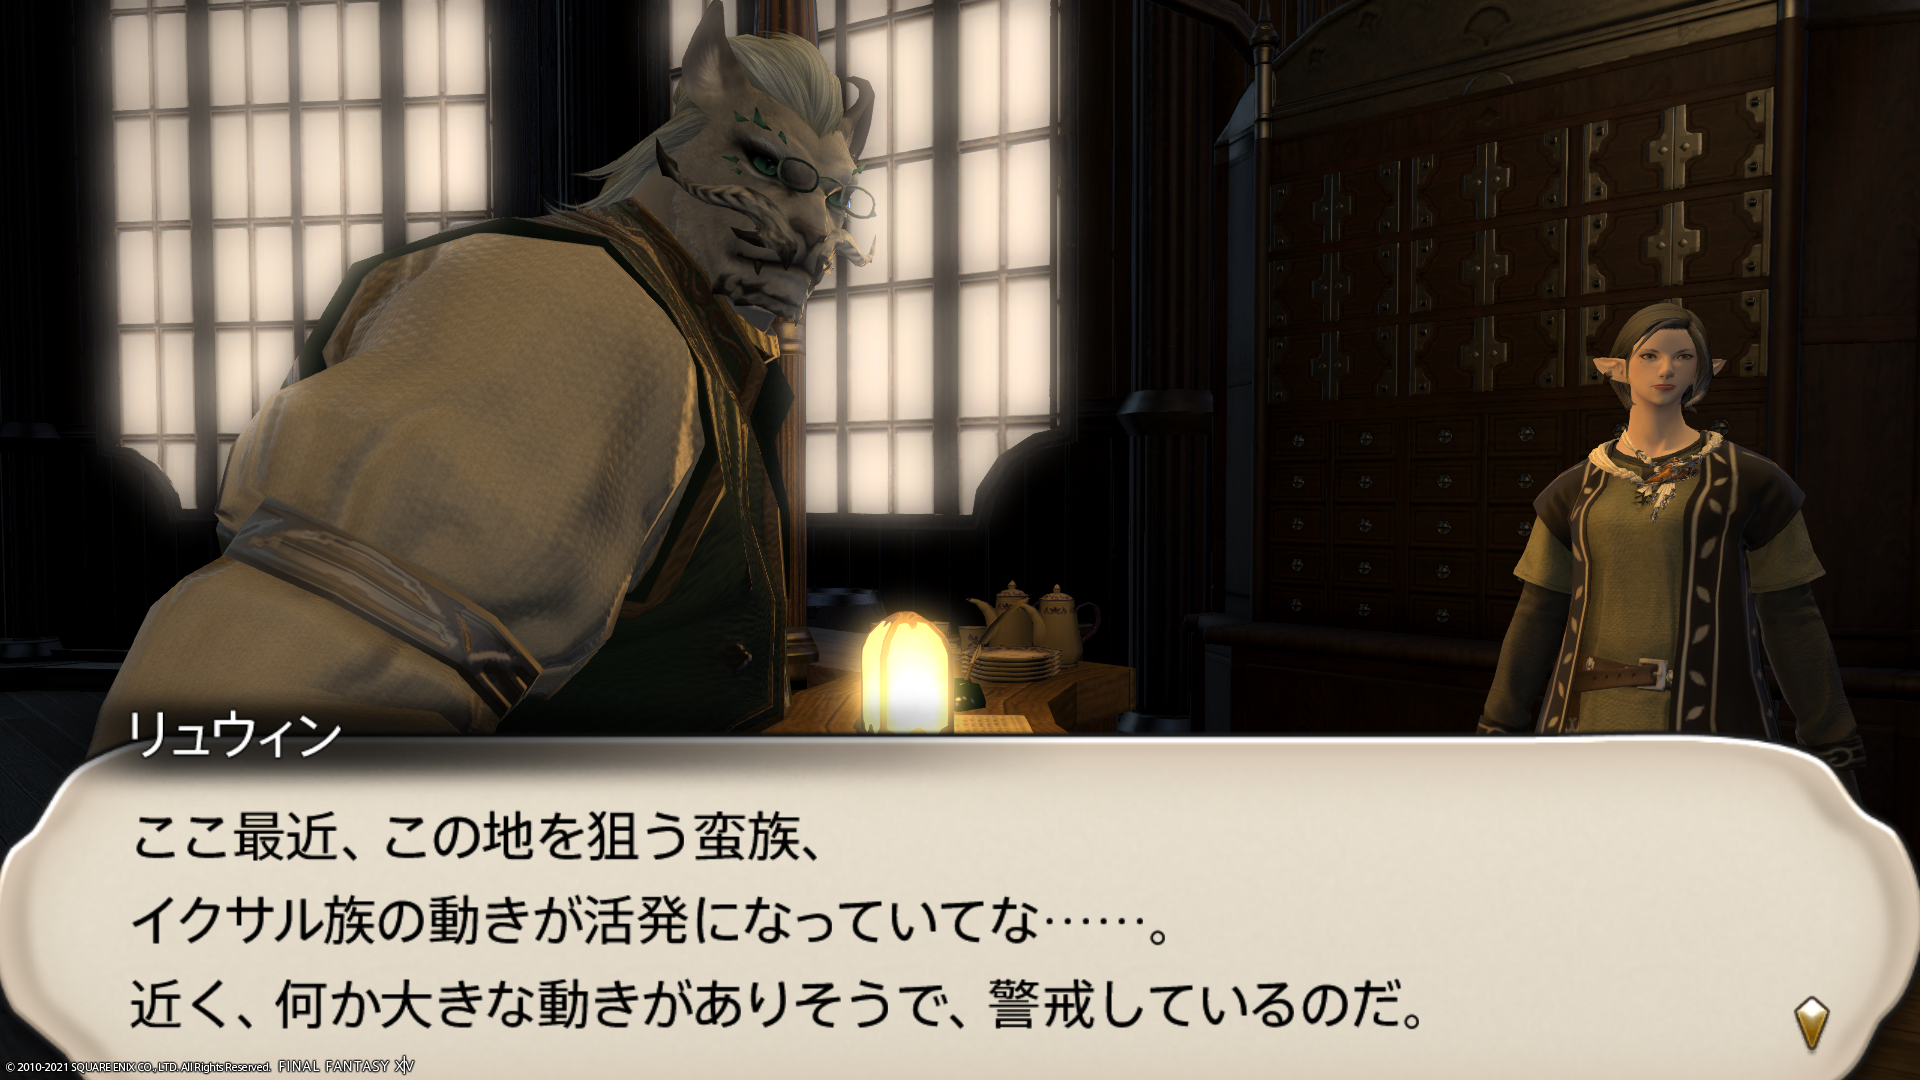 リュウィン
ここ最近、この地を狙う蛮族、
イクサル族の動きが活発になっていてな……。
近く、何か大きな動きがありそうで、警戒しているのだ。
© 2010-2021 SQUARE ENIX CO., LTD. All Rights Reserved. FINAL FANTASY XIV